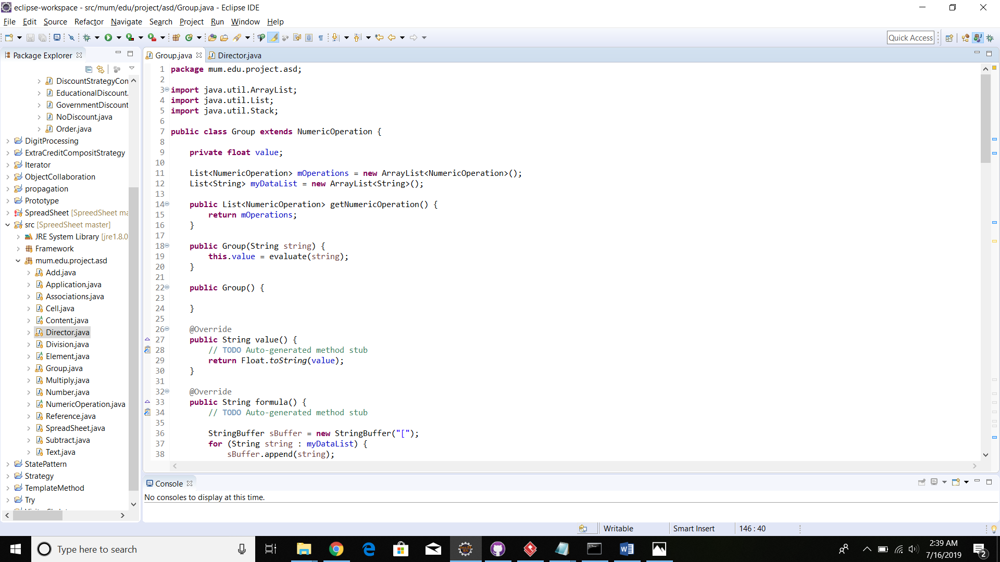 eclipse-workspace - src/mum/edu/project/asd/Group.java - Eclipse IDE
File Edit Source Refactor Navigate Search Project Run Window Help
Quick Access
Package Explorer
DiscountStrategyCon
EducationalDiscount.
GovernmentDiscount
NoDiscount.java
Order.java
DigitProcessing
ExtraCreditCompositStrategy
Iterator
ObjectCollaboration
propagation
Prototype
SpreadSheet [SpreedSheet ma
src [SpreedSheet master]
JRE System Library [jre1.8.0
Framework
mum.edu.project.asd
Add.java
Application.java
Associations.java
Cell.java
Content.java
Director.java
Division.java
Element.java
Group.java
Multiply.java
Number.java
NumericOperation.java
Reference.java
SpreadSheet.java
Subtract.java
Text.java
StatePattern
Strategy
TemplateMethod
Try
Group.java Director.java
1 package mum.edu.project.asd;
2
3 import java.util.ArrayList;
4 import java.util.List;
5 import java.util.Stack;
6
7 public class Group extends NumericOperation {
8
9 private float value;
10
11 List<NumericOperation> mOperations = new ArrayList<NumericOperation>();
12 List<String> myDataList = new ArrayList<String>();
13
14 public List<NumericOperation> getNumericOperation() {
15 return mOperations;
16 }
17
18 public Group(String string) {
19 this.value = evaluate(string);
20 }
21
22 public Group() {
23
24 }
25
26 @Override
27 public String value() {
28 // TODO Auto-generated method stub
29 return Float.toString(value);
30 }
31
32 @Override
33 public String formula() {
34 // TODO Auto-generated method stub
35
36 StringBuffer sBuffer = new StringBuffer("[");
37 for (String string : myDataList) {
38 sBuffer.append(string);
Console
No consoles to display at this time.
Writable Smart Insert 146 : 40
Type here to search
2:39 AM
7/16/2019
2